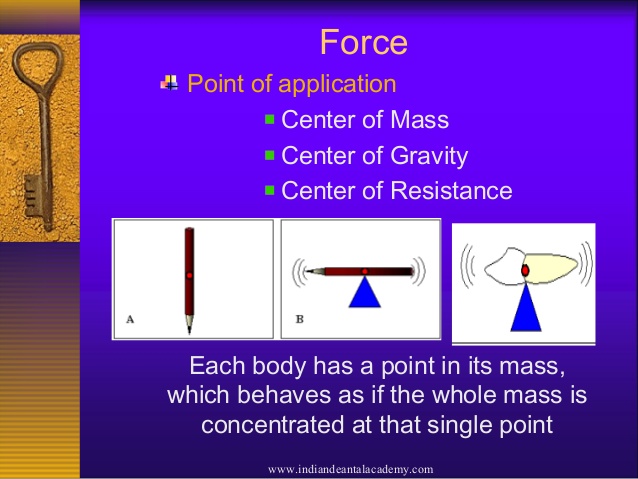 Force
Point of application
Center of Mass
Center of Gravity
Center of Resistance
A
B
Each body has a point in its mass,
which behaves as if the whole mass is
concentrated at that single point
www.indiandeantalacademy.com